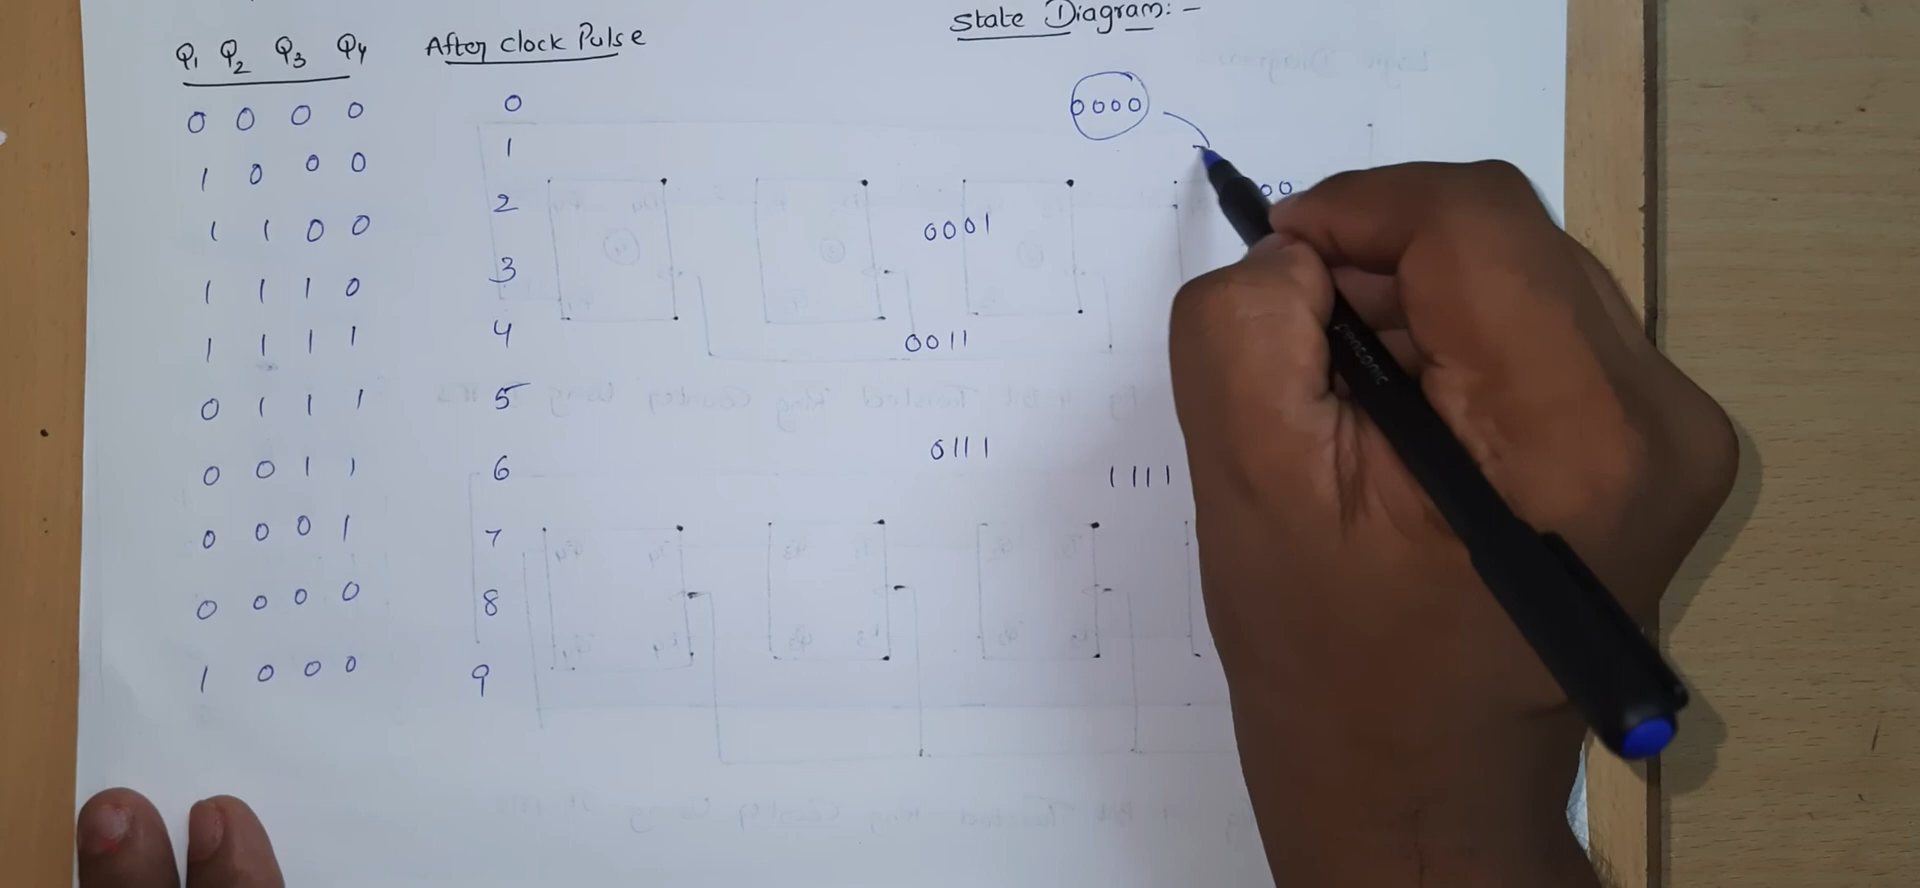 State Diagram:-
Q1 Q2 Q3 Q4 After Clock Pulse
0 0 0 0 0
1 0 0 0 1
1 1 0 0 2
1 1 1 0 3
1 1 1 1 4
0 1 1 1 5
0 0 1 1 6
0 0 0 1 7
0 0 0 0 8
1 0 0 0 9
0000
00
0001
0011
0111
1111